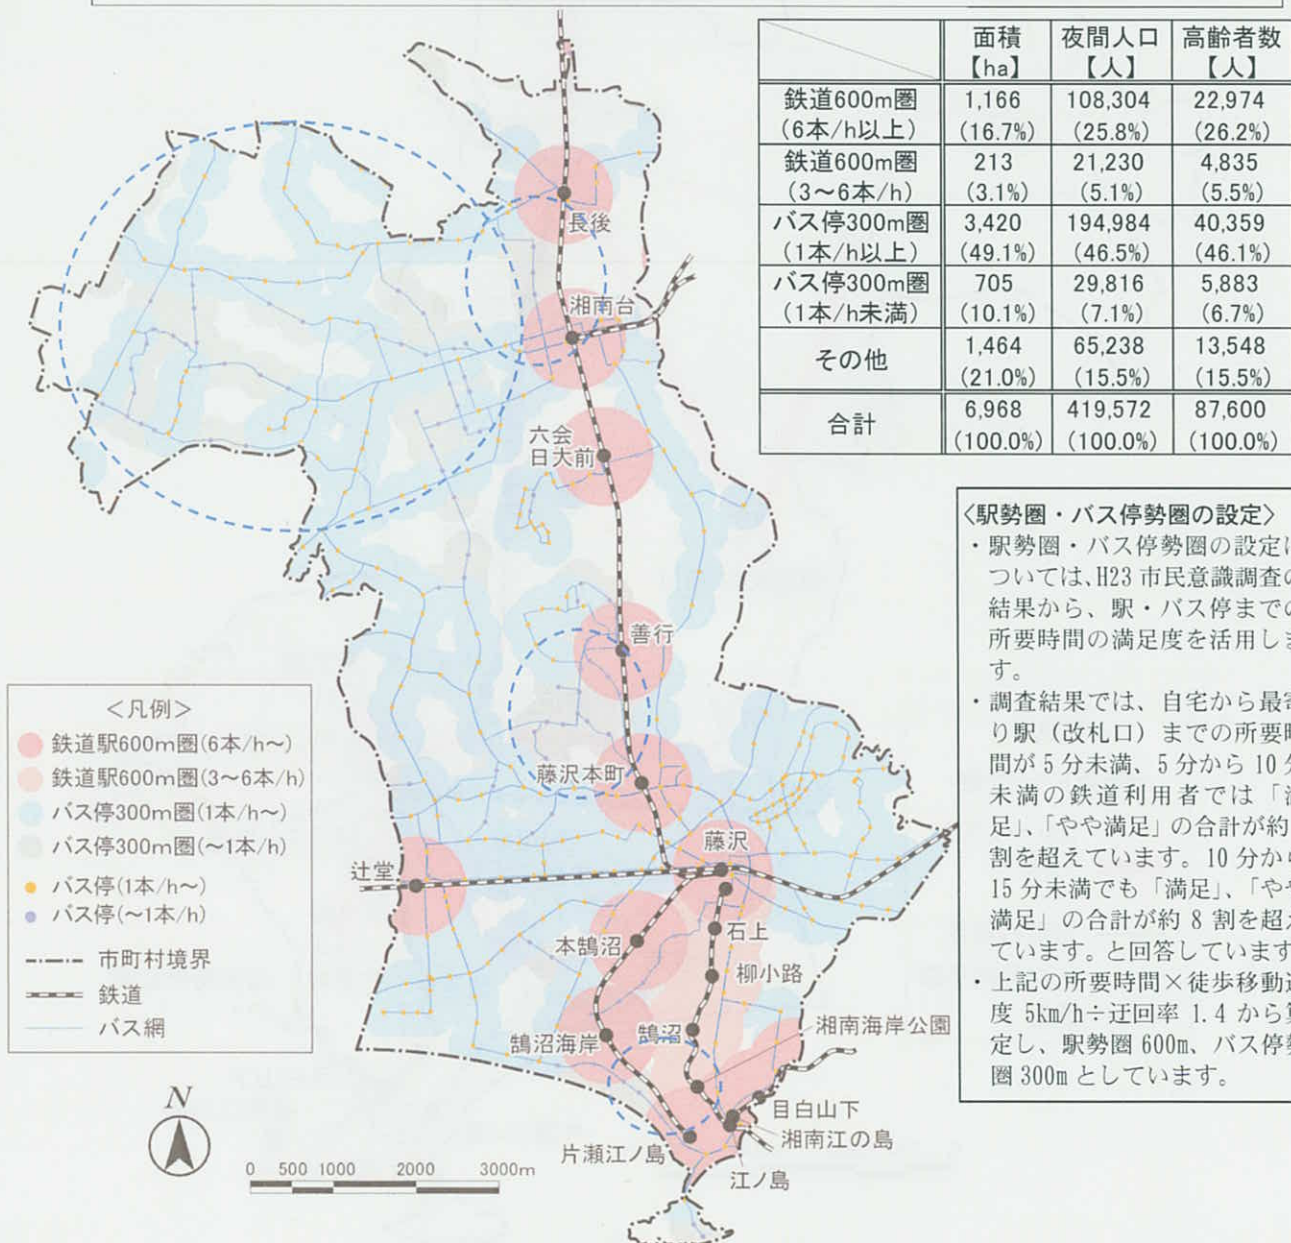 面積
【ha】
夜間人口
【人】
高齢者数
【人】
鉄道600m圏
(6本/h以上)
1,166
(16.7%)
108,304
(25.8%)
22,974
(26.2%)
鉄道600m圏
(3～6本/h)
213
(3.1%)
21,230
(5.1%)
4,835
(5.5%)
バス停300m圏
(1本/h以上)
3,420
(49.1%)
194,984
(46.5%)
40,359
(46.1%)
バス停300m圏
(1本/h未満)
705
(10.1%)
29,816
(7.1%)
5,883
(6.7%)
その他
1,464
(21.0%)
65,238
(15.5%)
13,548
(15.5%)
合計
6,968
(100.0%)
419,572
(100.0%)
87,600
(100.0%)
長後
湘南台
六会
日大前
善行
藤沢本町
辻堂
藤沢
本鵠沼
石上
柳小路
鵠沼海岸
鵠沼
湘南海岸公園
目白山下
湘南江の島
片瀬江ノ島
江ノ島
〈駅勢圏・バス停勢圏の設定〉
・駅勢圏・バス停勢圏の設定に
ついては、H23 市民意識調査の
結果から、駅・バス停までの
所要時間の満足度を活用しま
す。
・調査結果では、自宅から最寄
り駅（改札口）までの所要時
間が 5 分未満、5 分から 10 分
未満の鉄道利用者では「満
足」、「やや満足」の合計が約
割を超えています。10 分から
15 分未満でも「満足」、「やや
満足」の合計が約 8 割を超え
ています。と回答しています
・上記の所要時間×徒歩移動速
度 5km/h÷迂回率 1.4 から算
定し、駅勢圏 600m、バス停勢
圏 300m としています。
＜凡例＞
鉄道駅600m圏(6本/h～)
鉄道駅600m圏(3～6本/h)
バス停300m圏(1本/h～)
バス停300m圏(～1本/h)
バス停(1本/h～)
バス停(～1本/h)
市町村境界
鉄道
バス網
N
0 500 1000 2000 3000m